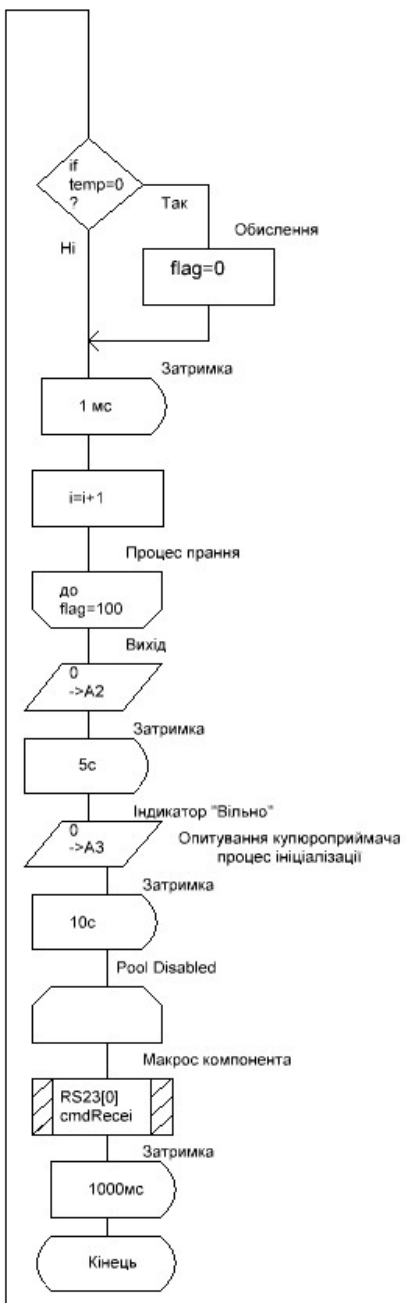 if
temp=0
?
Так
Ні
Обислення
flag=0
Затримка
1 мс
i=i+1
Процес прання
до
flag=100
Вихід
0
->A2
Затримка
5с
Індикатор "Вільно"
0
->A3
Опитування купюроприймача
процес ініціалізації
Затримка
10с
Pool Disabled
Макрос компонента
RS23[0]
cmdRecei
Затримка
1000мс
Кінець